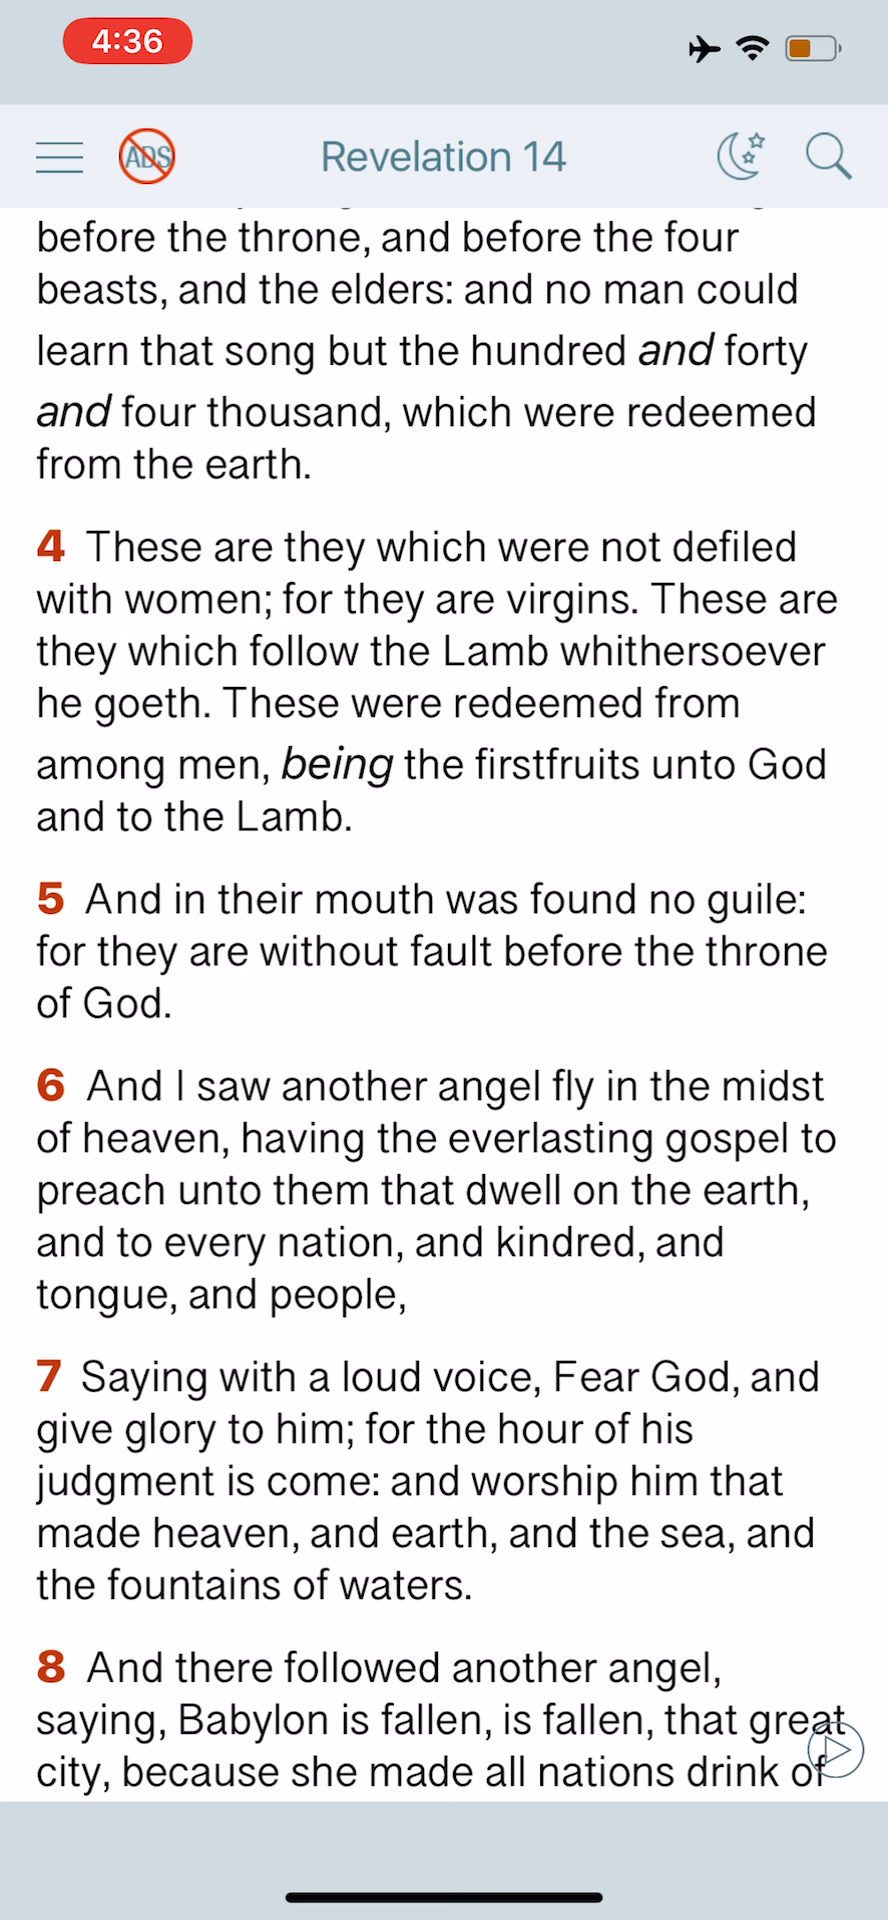 4:36
ADS
Revelation 14
before the throne, and before the four
beasts, and the elders: and no man could
learn that song but the hundred and forty
and four thousand, which were redeemed
from the earth.
4 These are they which were not defiled
with women; for they are virgins. These are
they which follow the Lamb whithersoever
he goeth. These were redeemed from
among men, being the firstfruits unto God
and to the Lamb.
5 And in their mouth was found no guile:
for they are without fault before the throne
of God.
6 And I saw another angel fly in the midst
of heaven, having the everlasting gospel to
preach unto them that dwell on the earth,
and to every nation, and kindred, and
tongue, and people,
7 Saying with a loud voice, Fear God, and
give glory to him; for the hour of his
judgment is come: and worship him that
made heaven, and earth, and the sea, and
the fountains of waters.
8 And there followed another angel,
saying, Babylon is fallen, is fallen, that great
city, because she made all nations drink of